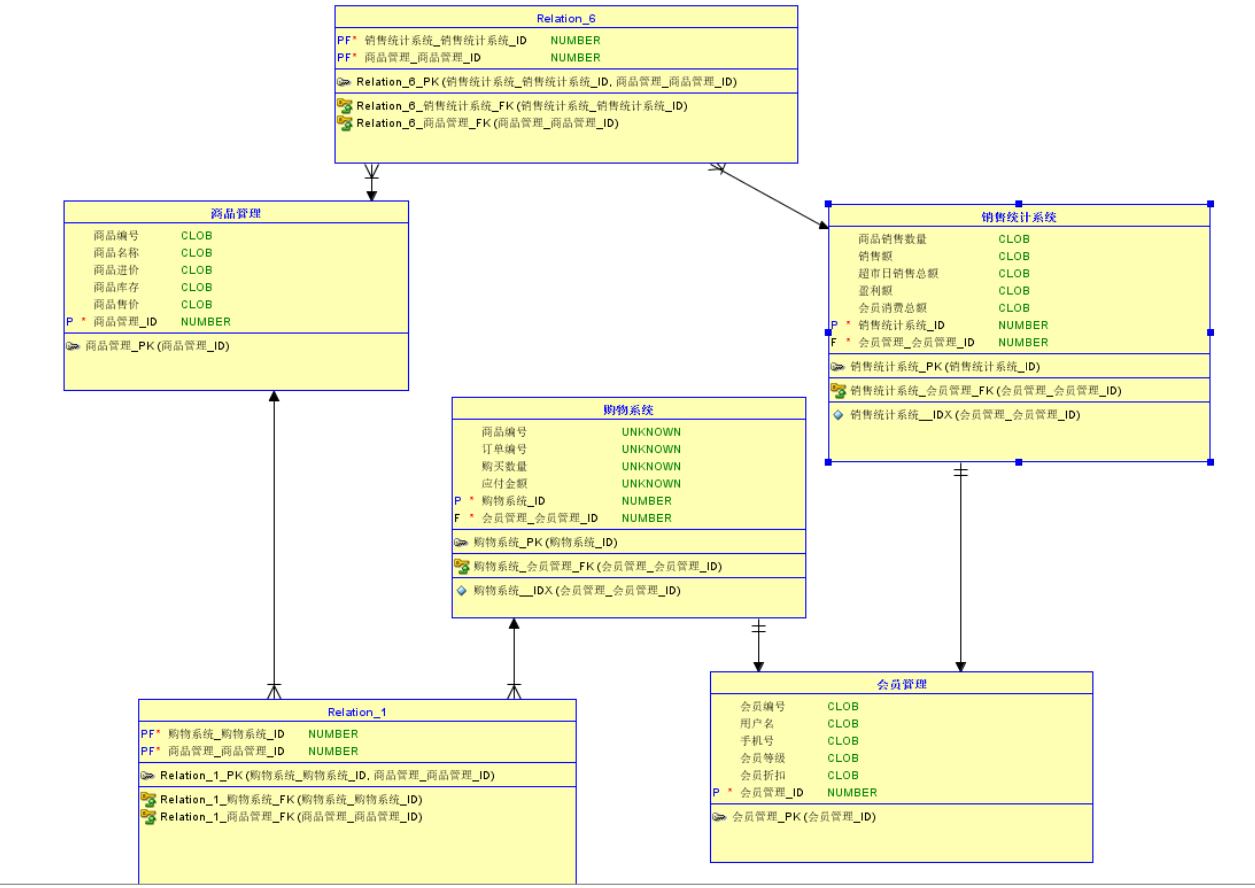 Relation_6
PF* 销售统计系统_销售统计系统_ID NUMBER
PF* 商品管理_商品管理_ID NUMBER
Relation_6_PK (销售统计系统_销售统计系统_ID, 商品管理_商品管理_ID)
Relation_6_销售统计系统_FK (销售统计系统_销售统计系统_ID)
Relation_6_商品管理_FK (商品管理_商品管理_ID)
商品管理
商品编号 CLOB
商品名称 CLOB
商品进价 CLOB
商品库存 CLOB
商品售价 CLOB
P * 商品管理_ID NUMBER
商品管理_PK (商品管理_ID)
销售统计系统
商品销售数量 CLOB
销售额 CLOB
超市日销售总额 CLOB
盈利额 CLOB
会员消费总额 CLOB
P * 销售统计系统_ID NUMBER
F * 会员管理_会员管理_ID NUMBER
销售统计系统_PK (销售统计系统_ID)
销售统计系统_会员管理_FK (会员管理_会员管理_ID)
销售统计系统__IDX (会员管理_会员管理_ID)
购物系统
商品编号 UNKNOWN
订单编号 UNKNOWN
购买数量 UNKNOWN
应付金额 UNKNOWN
P * 购物系统_ID NUMBER
F * 会员管理_会员管理_ID NUMBER
购物系统_PK (购物系统_ID)
购物系统_会员管理_FK (会员管理_会员管理_ID)
购物系统__IDX (会员管理_会员管理_ID)
Relation_1
PF* 购物系统_购物系统_ID NUMBER
PF* 商品管理_商品管理_ID NUMBER
Relation_1_PK (购物系统_购物系统_ID, 商品管理_商品管理_ID)
Relation_1_购物系统_FK (购物系统_购物系统_ID)
Relation_1_商品管理_FK (商品管理_商品管理_ID)
会员管理
会员编号 CLOB
用户名 CLOB
手机号 CLOB
会员等级 CLOB
会员折扣 CLOB
P * 会员管理_ID NUMBER
会员管理_PK (会员管理_ID)